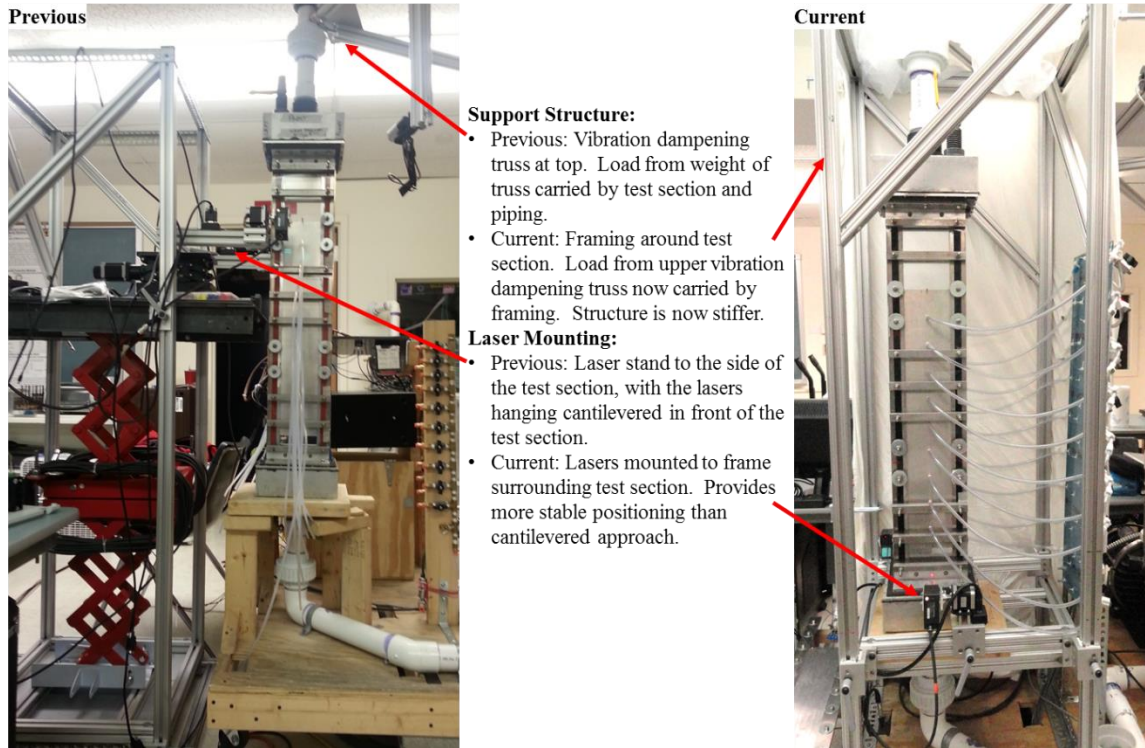 Previous
Current
Support Structure:
• Previous: Vibration dampening
truss at top. Load from weight of
truss carried by test section and
piping.
• Current: Framing around test
section. Load from upper vibration
dampening truss now carried by
framing. Structure is now stiffer.
Laser Mounting:
• Previous: Laser stand to the side of
the test section, with the lasers
hanging cantilevered in front of the
test section.
• Current: Lasers mounted to frame
surrounding test section. Provides
more stable positioning than
cantilevered approach.